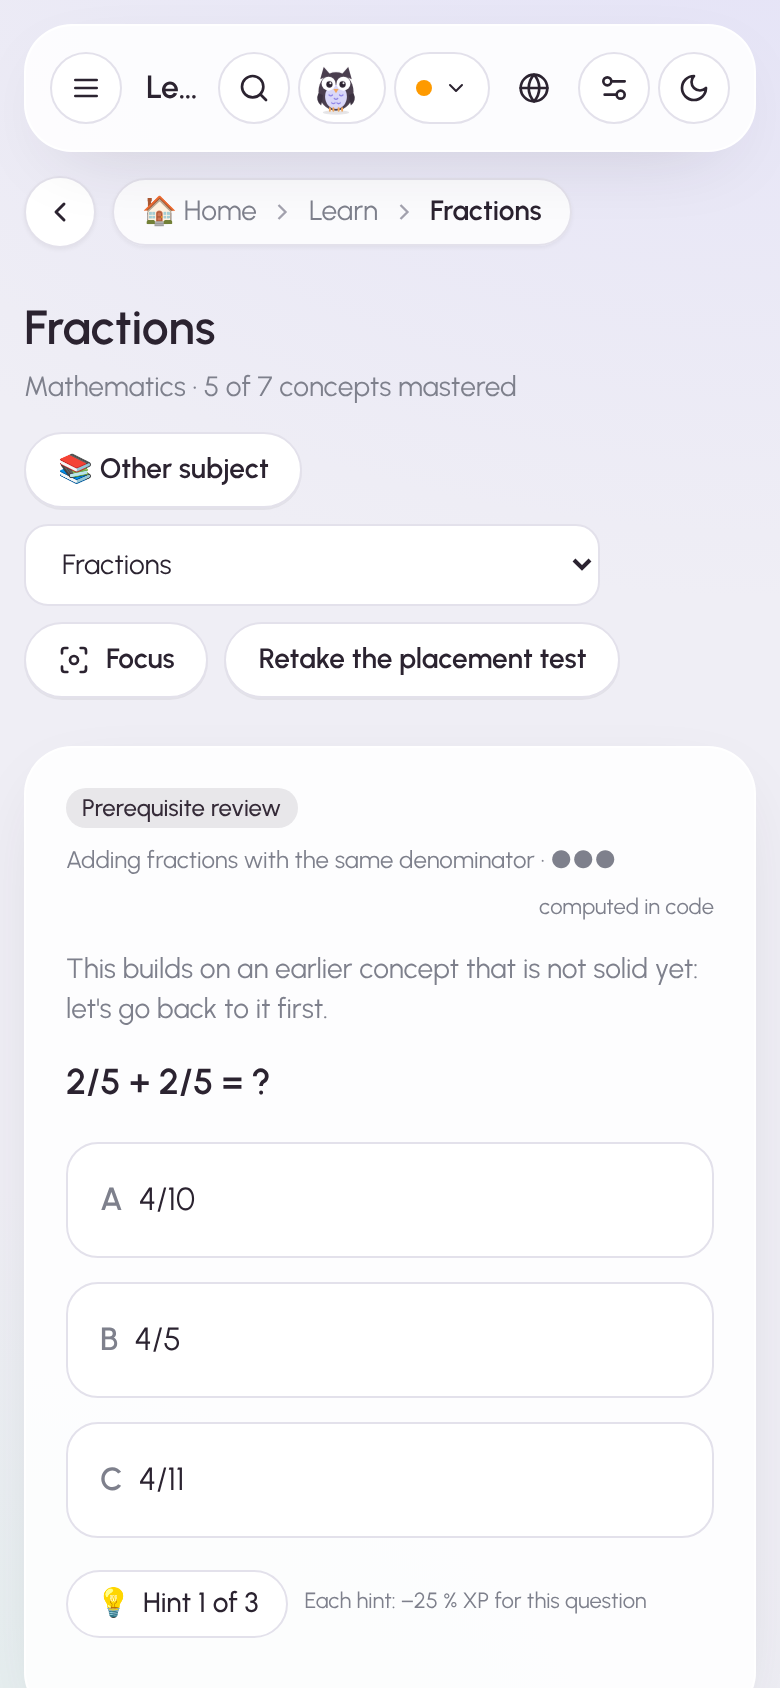 Le...
Home > Learn > Fractions
Fractions
Mathematics · 5 of 7 concepts mastered
Other subject
Fractions
Focus
Retake the placement test
Prerequisite review
Adding fractions with the same denominator ·
computed in code
This builds on an earlier concept that is not solid yet:
let's go back to it first.
2/5 + 2/5 = ?
A 4/10
B 4/5
C 4/11
Hint 1 of 3
Each hint: −25 % XP for this question